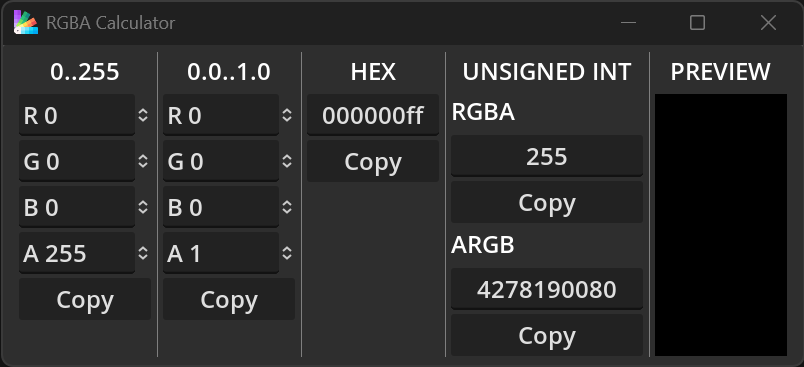 RGBA Calculator
0..255
R 0
G 0
B 0
A 255
Copy
0.0..1.0
R 0
G 0
B 0
A 1
Copy
HEX
000000ff
Copy
UNSIGNED INT
RGBA
255
Copy
ARGB
4278190080
Copy
PREVIEW